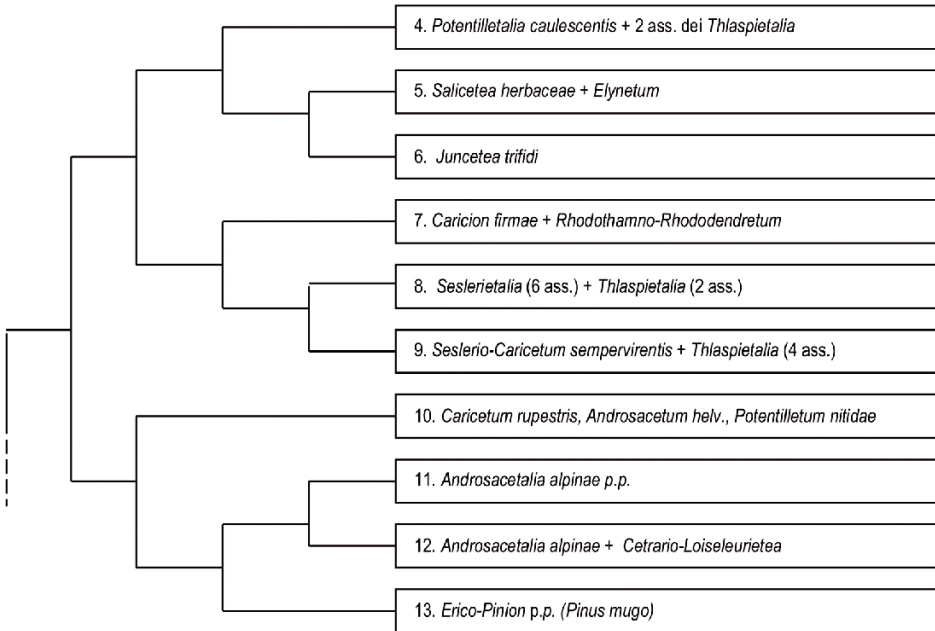 4. Potentilletalia caulescentis + 2 ass. dei Thlaspietalia
5. Salicetea herbaceae + Elynetum
6. Juncetea trifidi
7. Caricion firmae + Rhodothamno-Rhododendretum
8. Seslerietalia (6 ass.) + Thlaspietalia (2 ass.)
9. Seslerio-Caricetum sempervirentis + Thlaspietalia (4 ass.)
10. Caricetum rupestris, Androsacetum helv., Potentilletum nitidae
11. Androsacetalia alpinae p.p.
12. Androsacetalia alpinae + Cetrario-Loiseleurietea
13. Erico-Pinion p.p. (Pinus mugo)